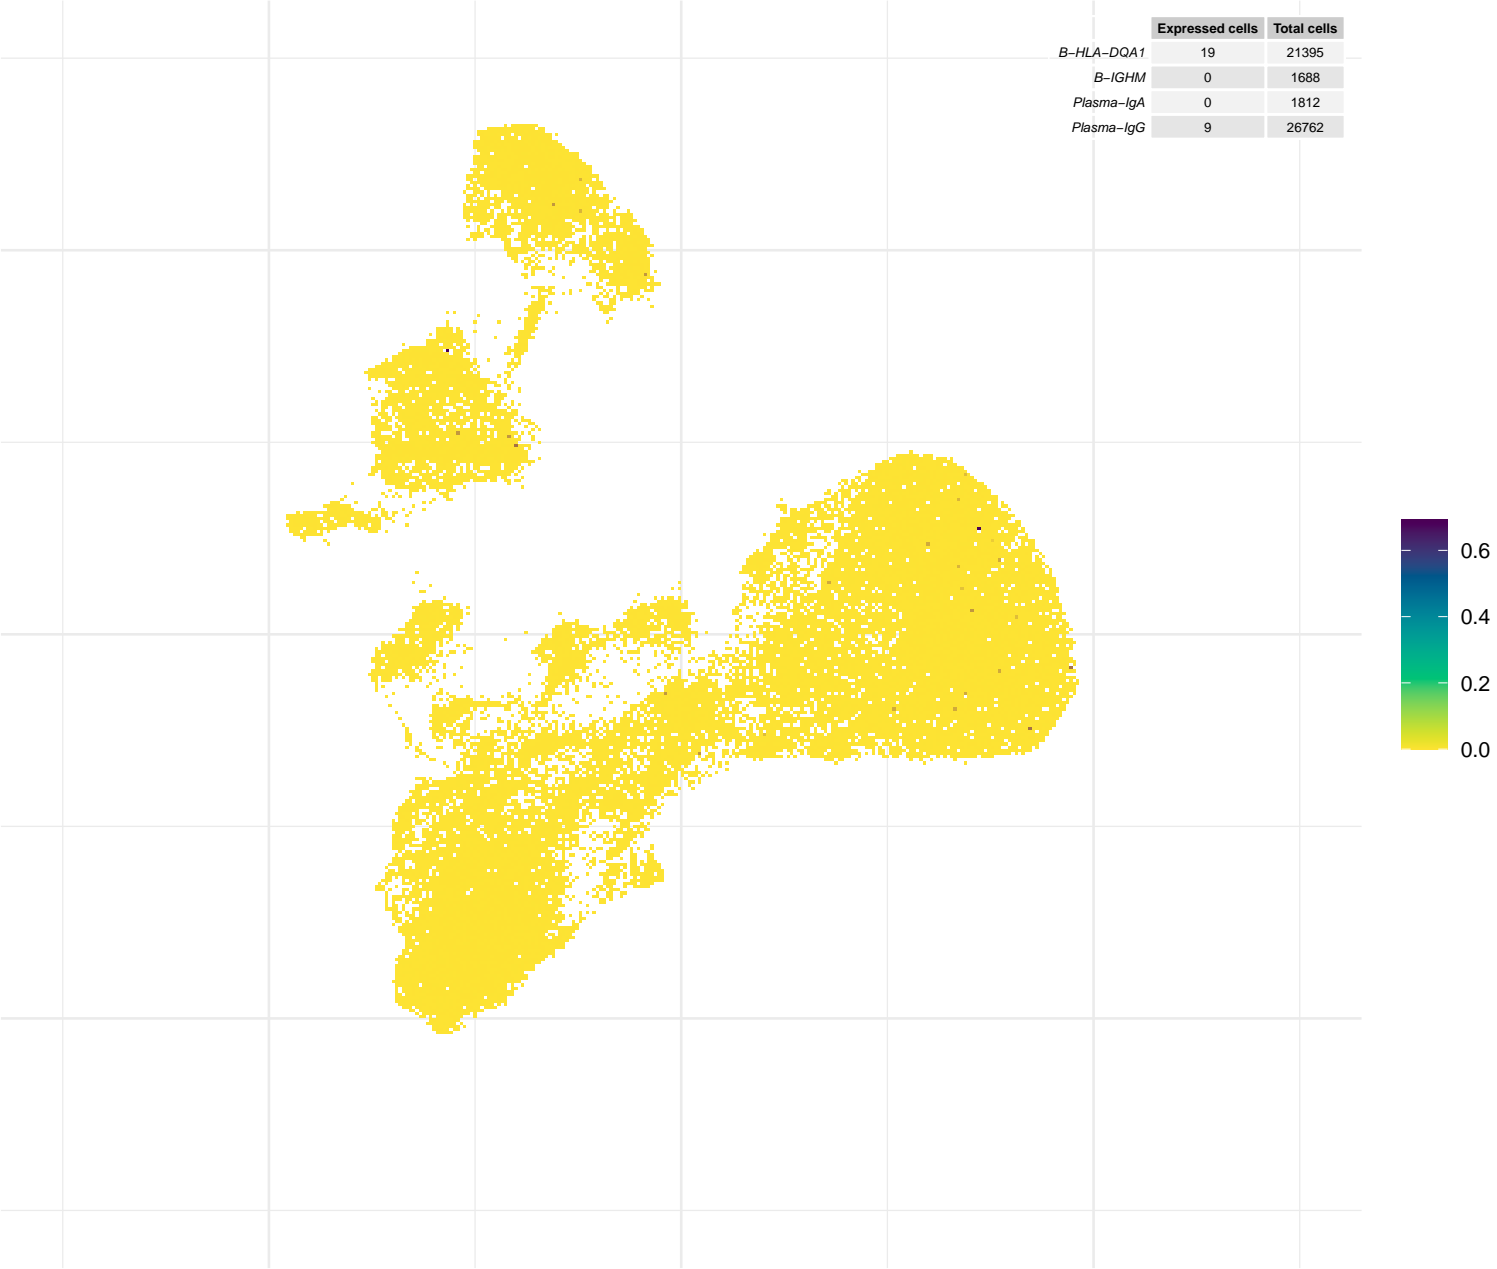 Expressed cells Total cells
B−HLA−DQA1 19 21395
B−IGHM 0 1688
Plasma−IgA 0 1812
Plasma−IgG 9 26762
0.6
0.4
0.2
0.0